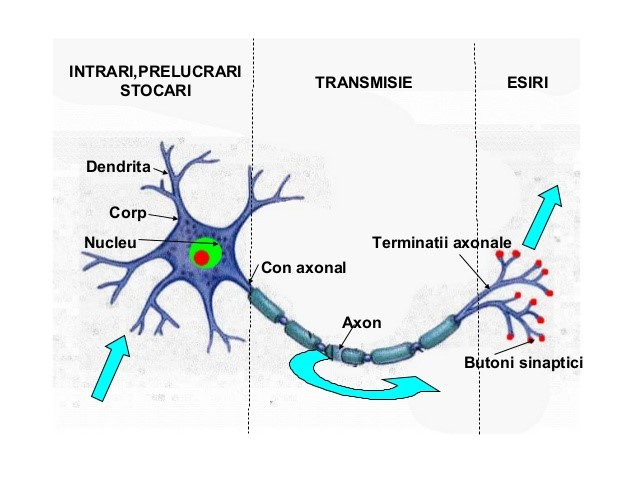 INTRARI,PRELUCRARI
STOCARI
TRANSMISIE
ESIRI
Dendrita
Corp
Nucleu
Con axonal
Terminatii axonale
Axon
Butoni sinaptici